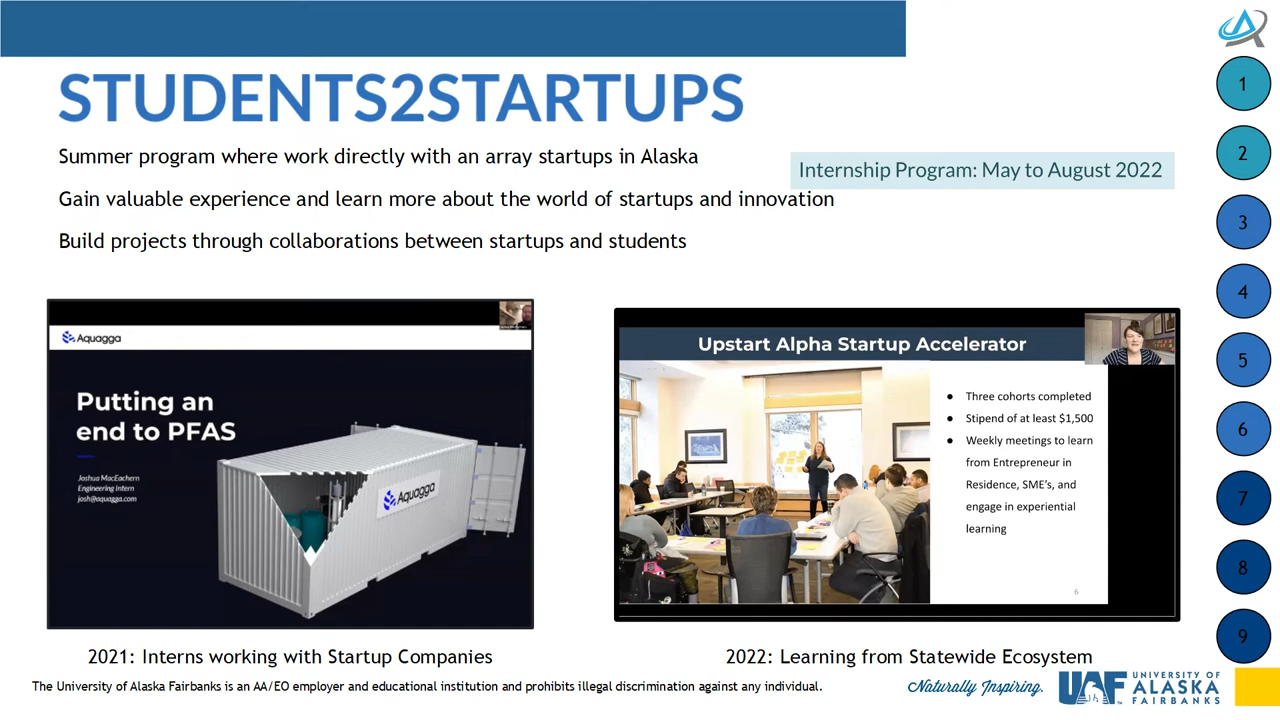 STUDENTS2STARTUPS
Summer program where work directly with an array startups in Alaska
Internship Program: May to August 2022
Gain valuable experience and learn more about the world of startups and innovation
Build projects through collaborations between startups and students
Aquagga
Putting an
end to PFAS
Joshua MacEachern
Engineering Intern
josh@aquagga.com
Aquagga
2021: Interns working with Startup Companies
Upstart Alpha Startup Accelerator
● Three cohorts completed
● Stipend of at least $1,500
● Weekly meetings to learn
from Entrepreneur in
Residence, SME's, and
engage in experiential
learning
6
2022: Learning from Statewide Ecosystem
1
2
3
4
5
6
7
8
9
The University of Alaska Fairbanks is an AA/EO employer and educational institution and prohibits illegal discrimination against any individual.
Naturally Inspiring.
UAF
UNIVERSITY OF
ALASKA
FAIRBANKS